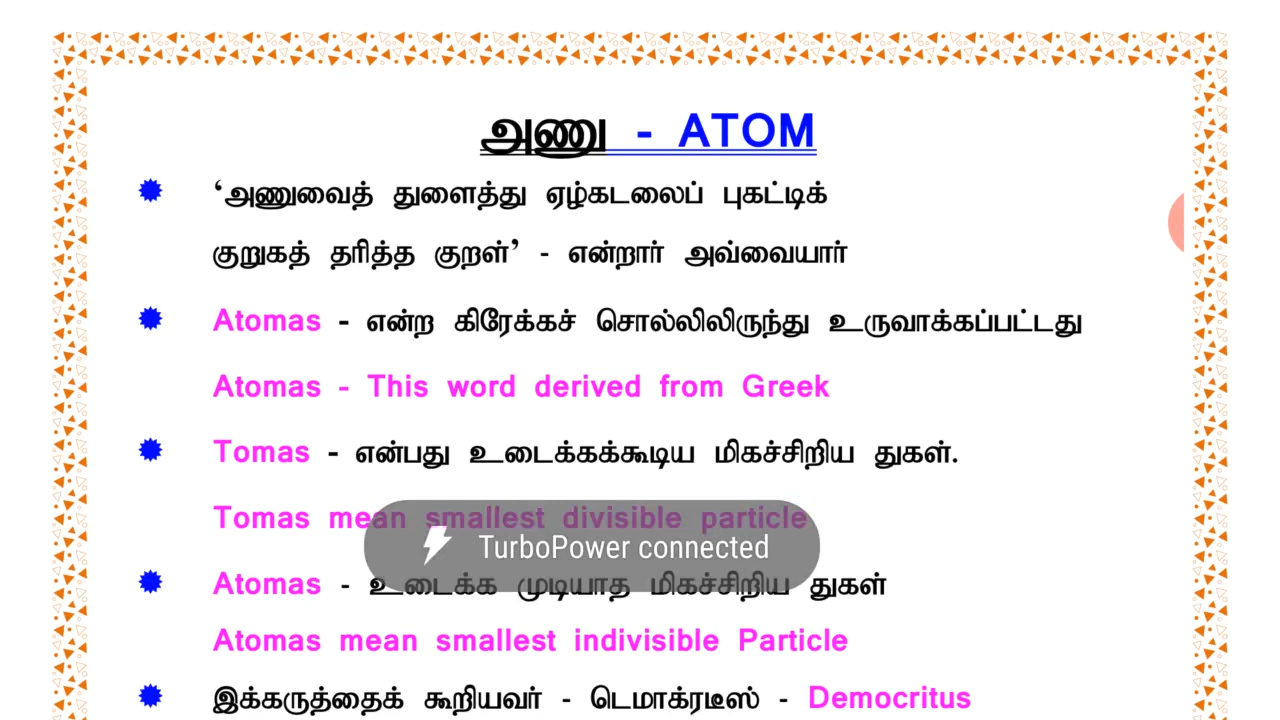 அணு - ATOM
‘அணுவைத் துளைத்து ஏழ்கடலைப் புகட்டிக்
குறுகத் தரித்த குறள்’ - என்றார் அவ்வையார்
Atomas - என்ற கிரேக்கச் சொல்லிலிருந்து உருவாக்கப்பட்டது
Atomas - This word derived from Greek
Tomas - என்பது உடைக்கக்கூடிய மிகச்சிறிய துகள்.
Tomas mean smallest divisible particle
TurboPower connected
Atomas - உடைக்க முடியாத மிகச்சிறிய துகள்
Atomas mean smallest indivisible Particle
இக்கருத்தைக் கூறியவர் - டெமாக்ரடீஸ் - Democritus